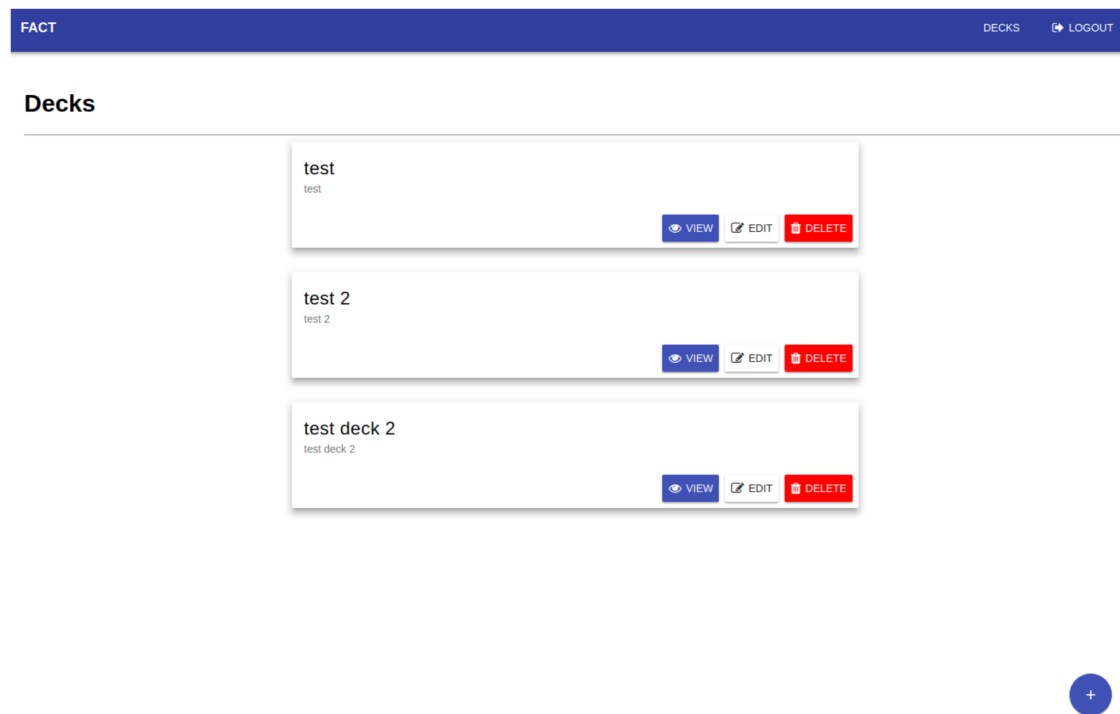 FACT
DECKS
LOGOUT
Decks
test
test
VIEW
EDIT
DELETE
test 2
test 2
VIEW
EDIT
DELETE
test deck 2
test deck 2
VIEW
EDIT
DELETE
+